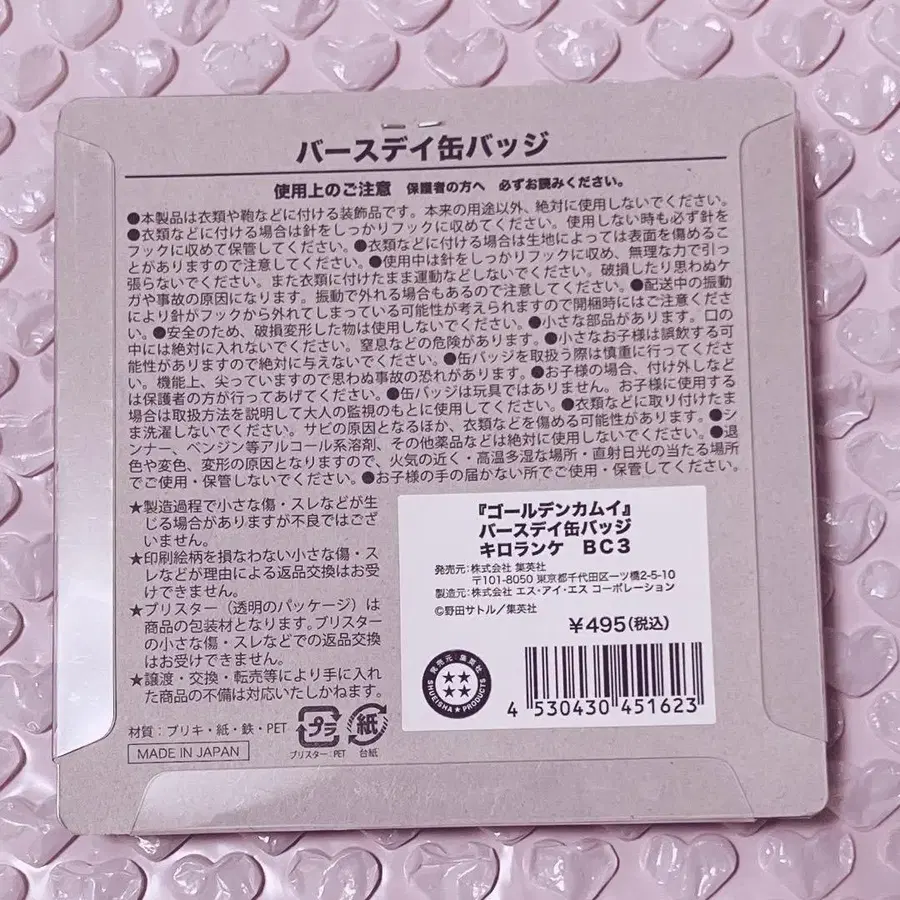 バースデイ缶バッジ
使用上のご注意 保護者の方へ 必ずお読みください。
●本製品は衣類や鞄などに付ける装飾品です。本来の用途以外、絶対に使用しないでください。
●衣類などに付ける場合は針をしっかりフックに収めてください。使用しない時も必ず針を
フックに収めて保管してください。●衣類などに付ける場合は生地によっては表面を傷めるこ
とがありますので注意してください。●使用中は針をしっかりフックに収め、無理な力で引っ
張らないでください。また衣類に付けたまま運動などしないでください。破損したり思わぬケ
ガや事故の原因になります。振動で外れる場合もあるので注意してください。●配送中の振動
により針がフックから外れてしまっている可能性が考えられますので開梱時にはご注意くださ
い。●安全のため、破損変形した物は使用しないでください。●小さな部品があります。口の
中には絶対に入れないでください。窒息などの危険があります。●小さなお子様は誤飲する可
能性がありますので絶対に与えないでください。●缶バッジを取扱う際は慎重に行ってくださ
い。機能上、尖っていますので思わぬ事故の恐れがあります。●お子様の場合、付け外しなど
は保護者の方が行ってあげてください。●缶バッジは玩具ではありません。お子様に使用する
場合は取扱方法を説明して大人の監視のもとに使用してください。●衣類などに取り付けたま
ま洗濯しないでください。サビの原因となるほか、衣類などを傷める可能性があります。●シ
ンナー、ベンジン等アルコール系溶剤、その他薬品などは絶対に使用しないでください。●退
色や変色、変形の原因となりますので、火気の近く・高温多湿な場所・直射日光の当たる場所
でご使用・保管しないでください。●お子様の手の届かない所でご使用・保管してください。
★製造過程で小さな傷・スレなどが生
じる場合がありますが不良ではござ
いません。
★印刷絵柄を損なわない小さな傷・ス
レなどが理由による返品交換はお受
けできません。
★ブリスター（透明のパッケージ）は
商品の包装材となります。ブリスター
の小さな傷・スレなどでの返品交換
はお受けできません。
★譲渡・交換・転売等により手に入れ
た商品の不備は対応いたしかねます。
材質：ブリキ・紙・鉄・PET
MADE IN JAPAN
プラ
ブリスター：PET
紙
台紙
『ゴールデンカムイ』
バースデイ缶バッジ
キロランケ BC3
発売元：株式会社 集英社
〒101-8050 東京都千代田区一ツ橋2-5-10
製造元：株式会社 エス・アイ・エス コーポレーション
©野田サトル／集英社
￥495(税込)
発売元 集英社
SHUEISHA★PRODUCTS
4 530430 451623